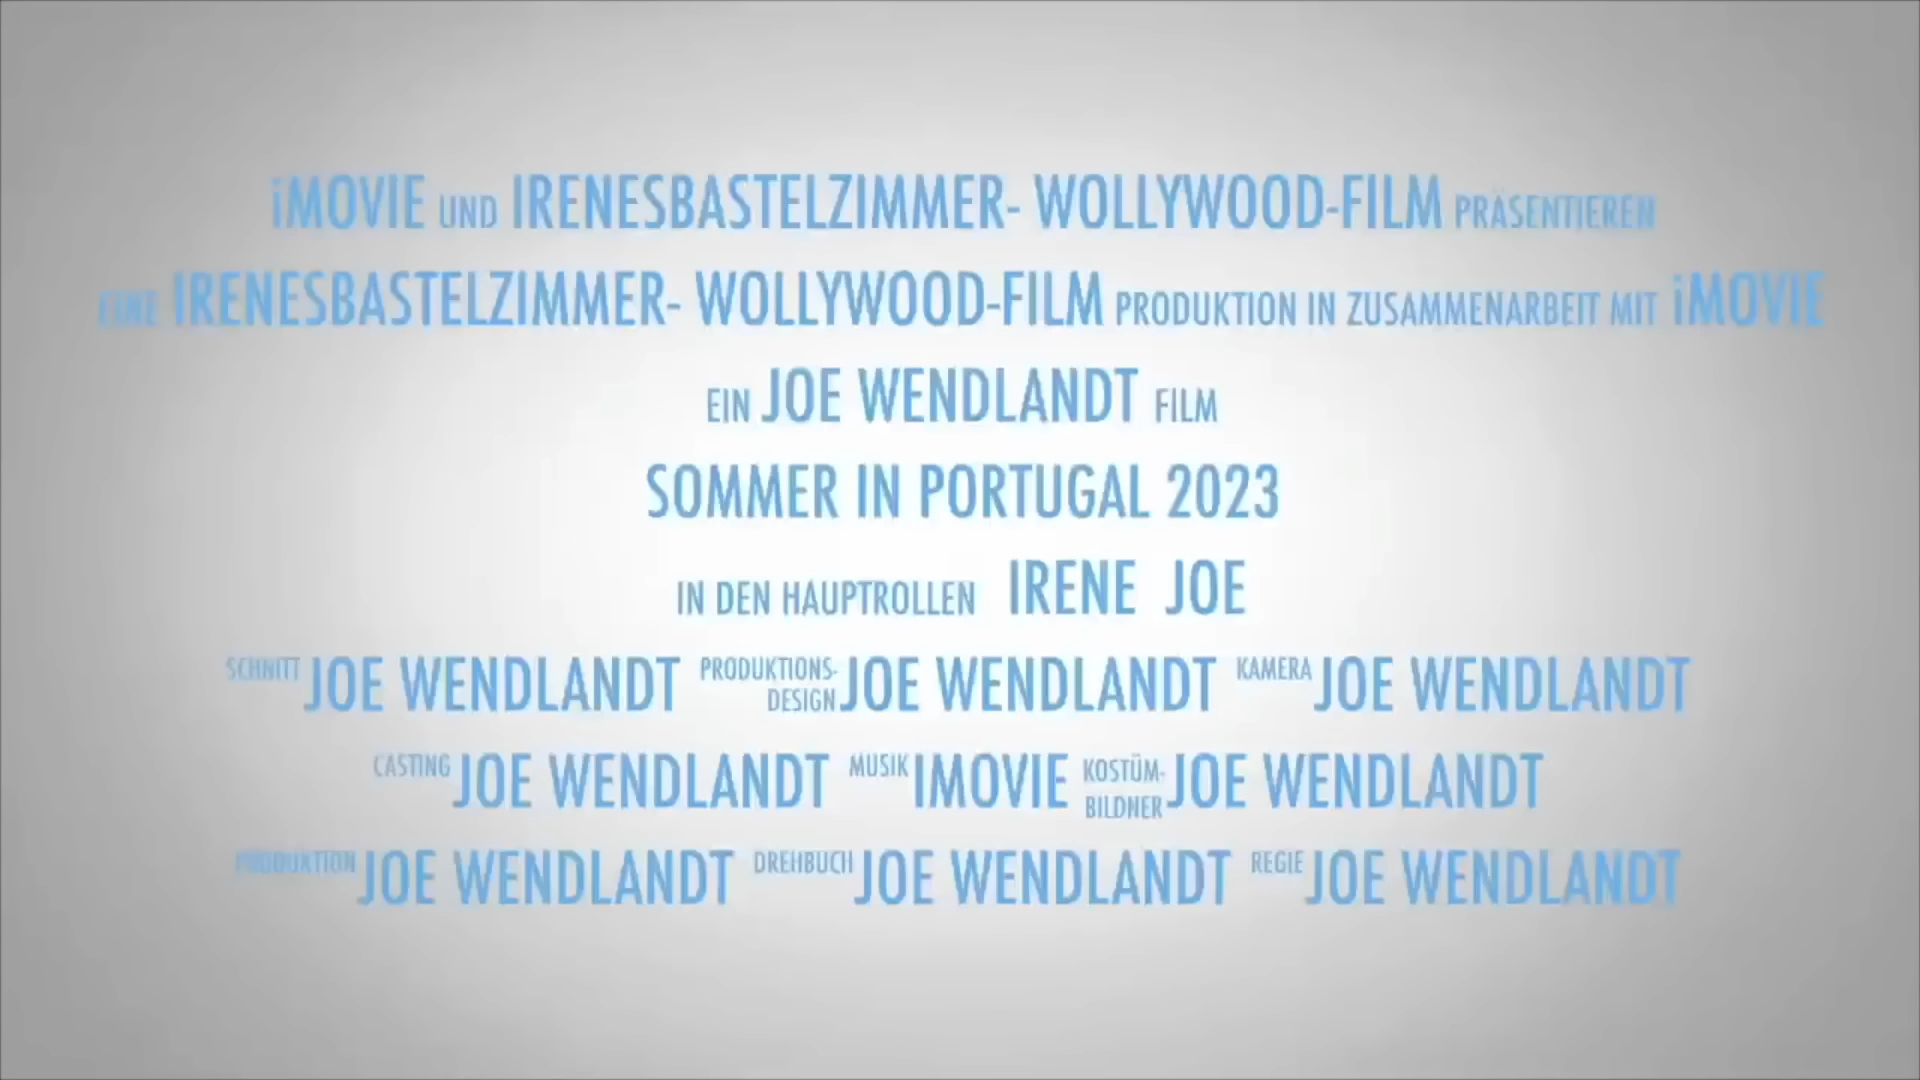 iMOVIE UND IRENESBASTELZIMMER- WOLLYWOOD-FILM PRÄSENTIEREN
EINE IRENESBASTELZIMMER- WOLLYWOOD-FILM PRODUKTION IN ZUSAMMENARBEIT MIT iMOVIE
EIN JOE WENDLANDT FILM
SOMMER IN PORTUGAL 2023
IN DEN HAUPTROLLEN IRENE JOE
SCHNITT JOE WENDLANDT PRODUKTIONS-DESIGN JOE WENDLANDT KAMERA JOE WENDLANDT
CASTING JOE WENDLANDT MUSIK IMOVIE KOSTÜM-BILDNER JOE WENDLANDT
PRODUKTION JOE WENDLANDT DREHBUCH JOE WENDLANDT REGIE JOE WENDLANDT